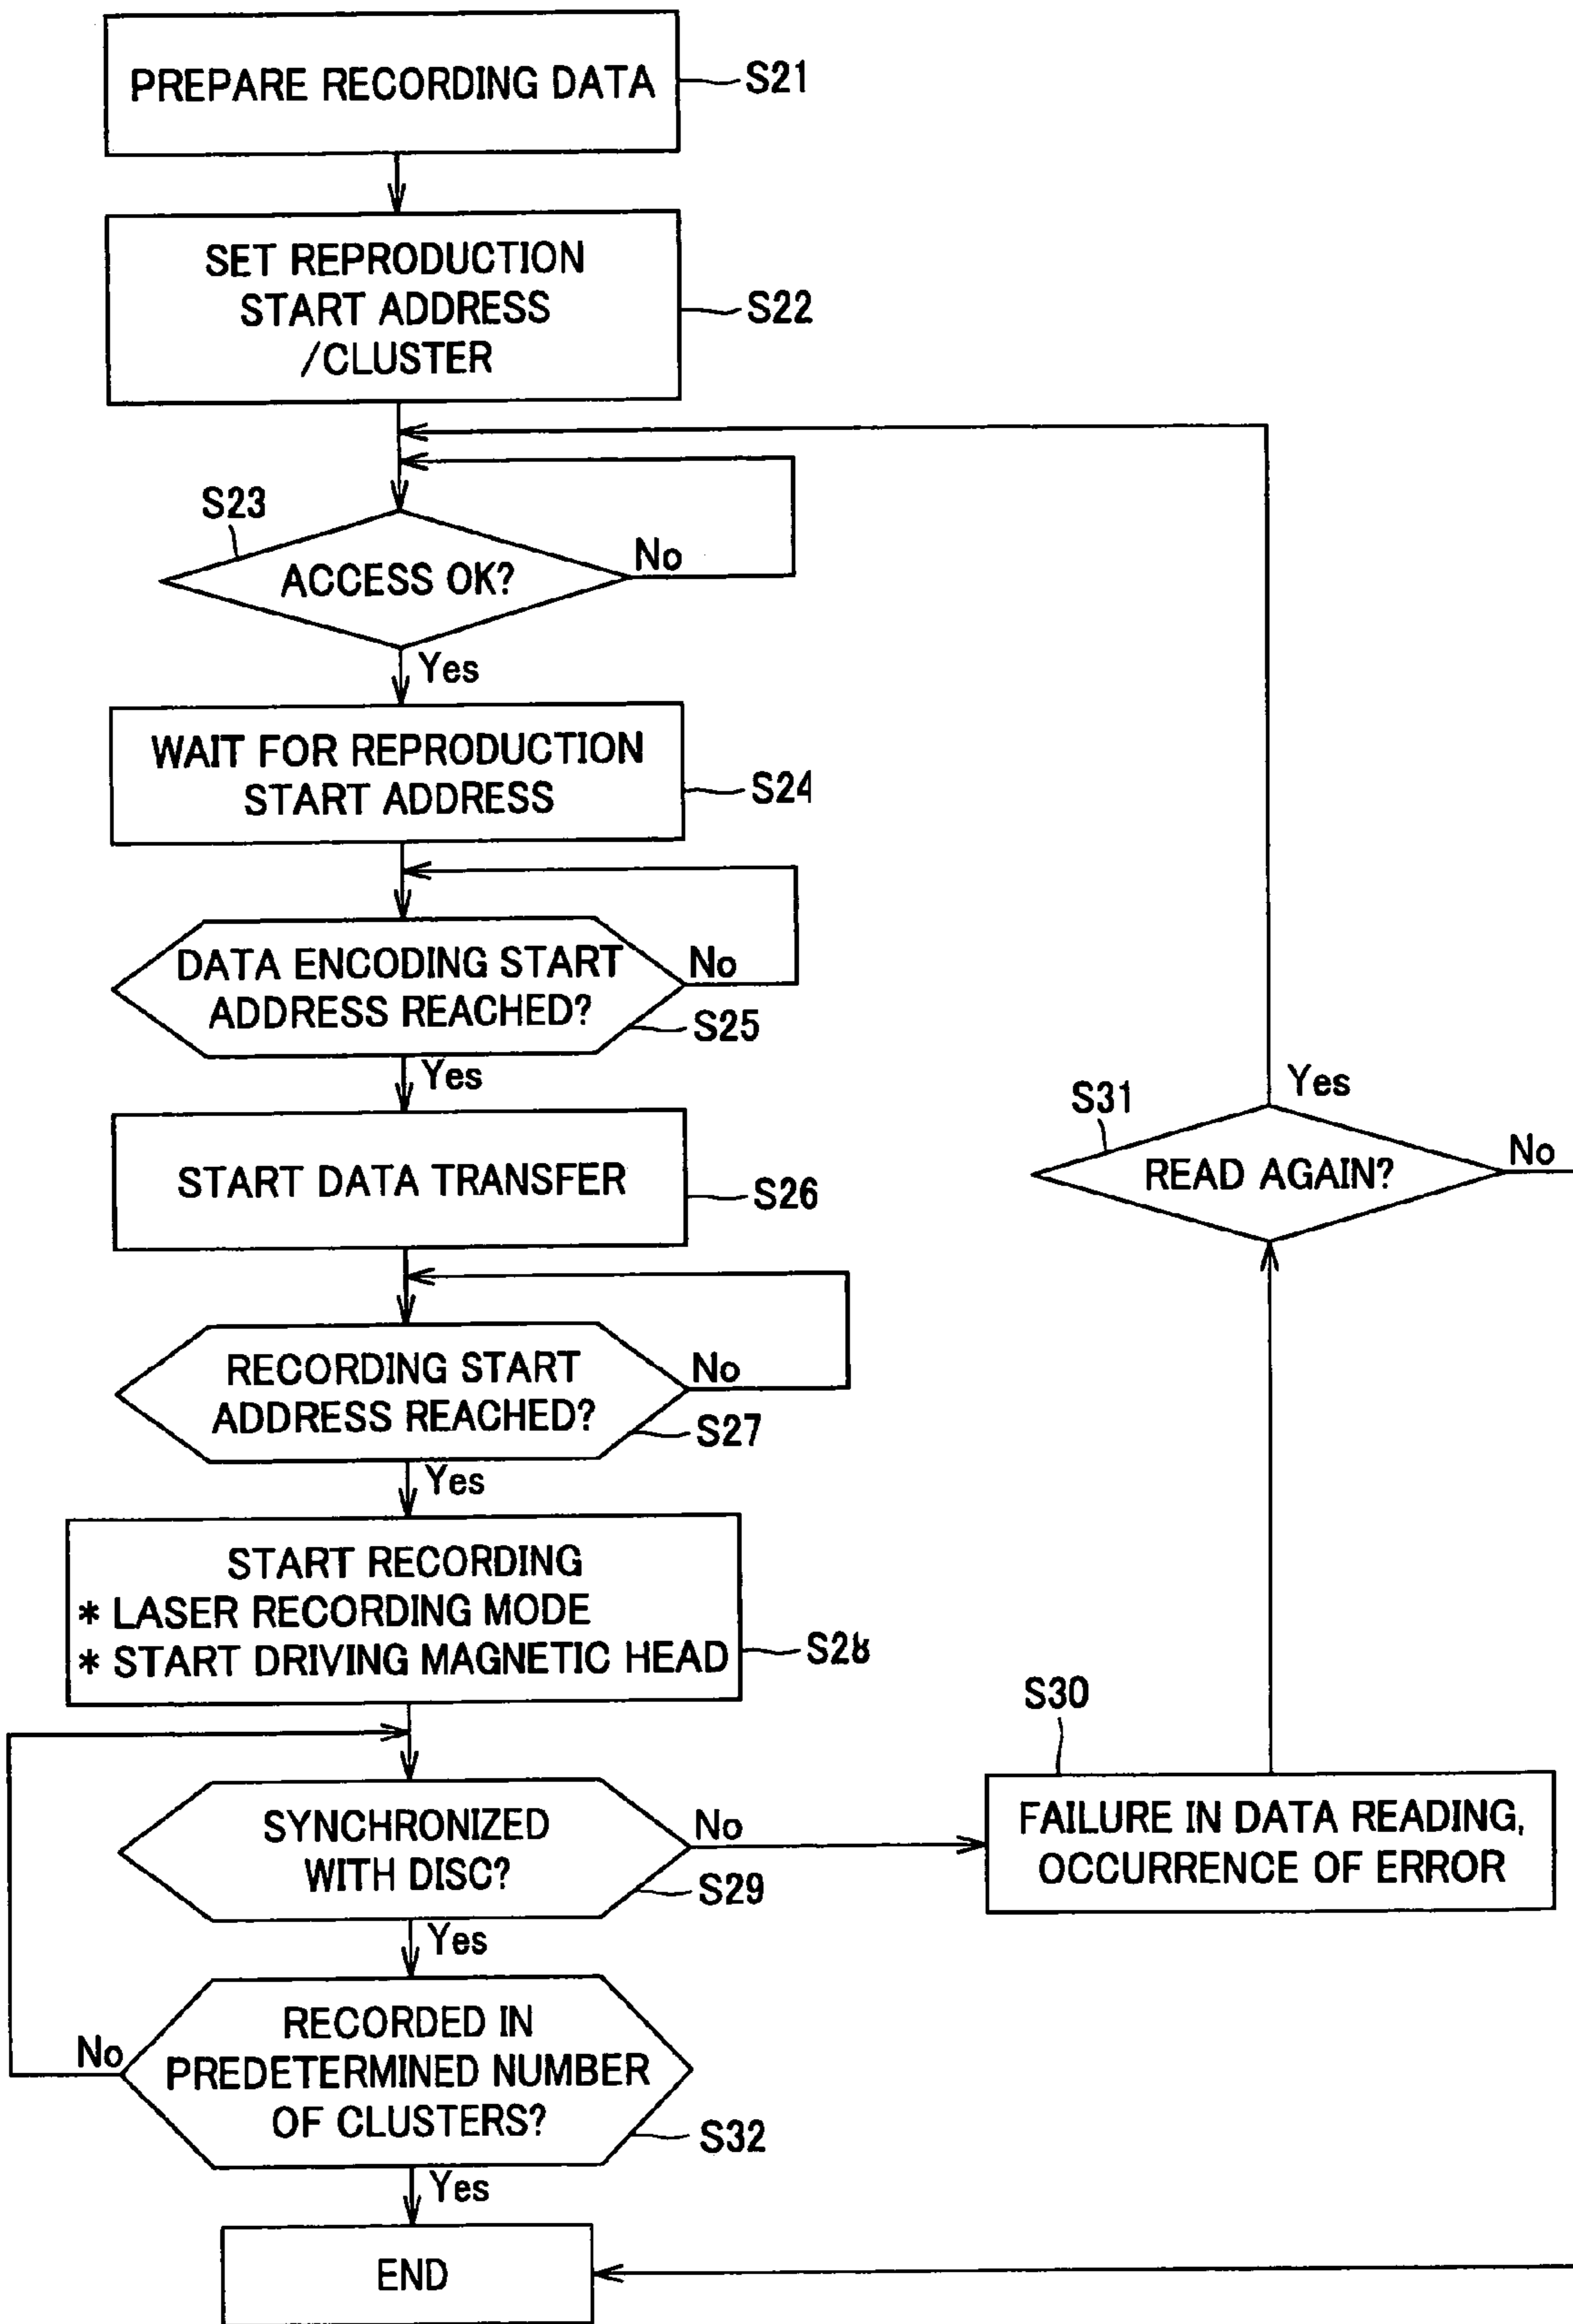 PREPARE RECORDING DATA
S21
SET REPRODUCTION
START ADDRESS
/CLUSTER
S22
S23
ACCESS OK?
No
Yes
WAIT FOR REPRODUCTION
START ADDRESS
S24
DATA ENCODING START
ADDRESS REACHED?
No
S25
Yes
START DATA TRANSFER
S26
S31
Yes
READ AGAIN?
No
RECORDING START
ADDRESS REACHED?
No
S27
Yes
START RECORDING
* LASER RECORDING MODE
* START DRIVING MAGNETIC HEAD
S28
SYNCHRONIZED
WITH DISC?
No
S29
S30
FAILURE IN DATA READING,
OCCURRENCE OF ERROR
Yes
RECORDED IN
PREDETERMINED NUMBER
OF CLUSTERS?
No
S32
Yes
END